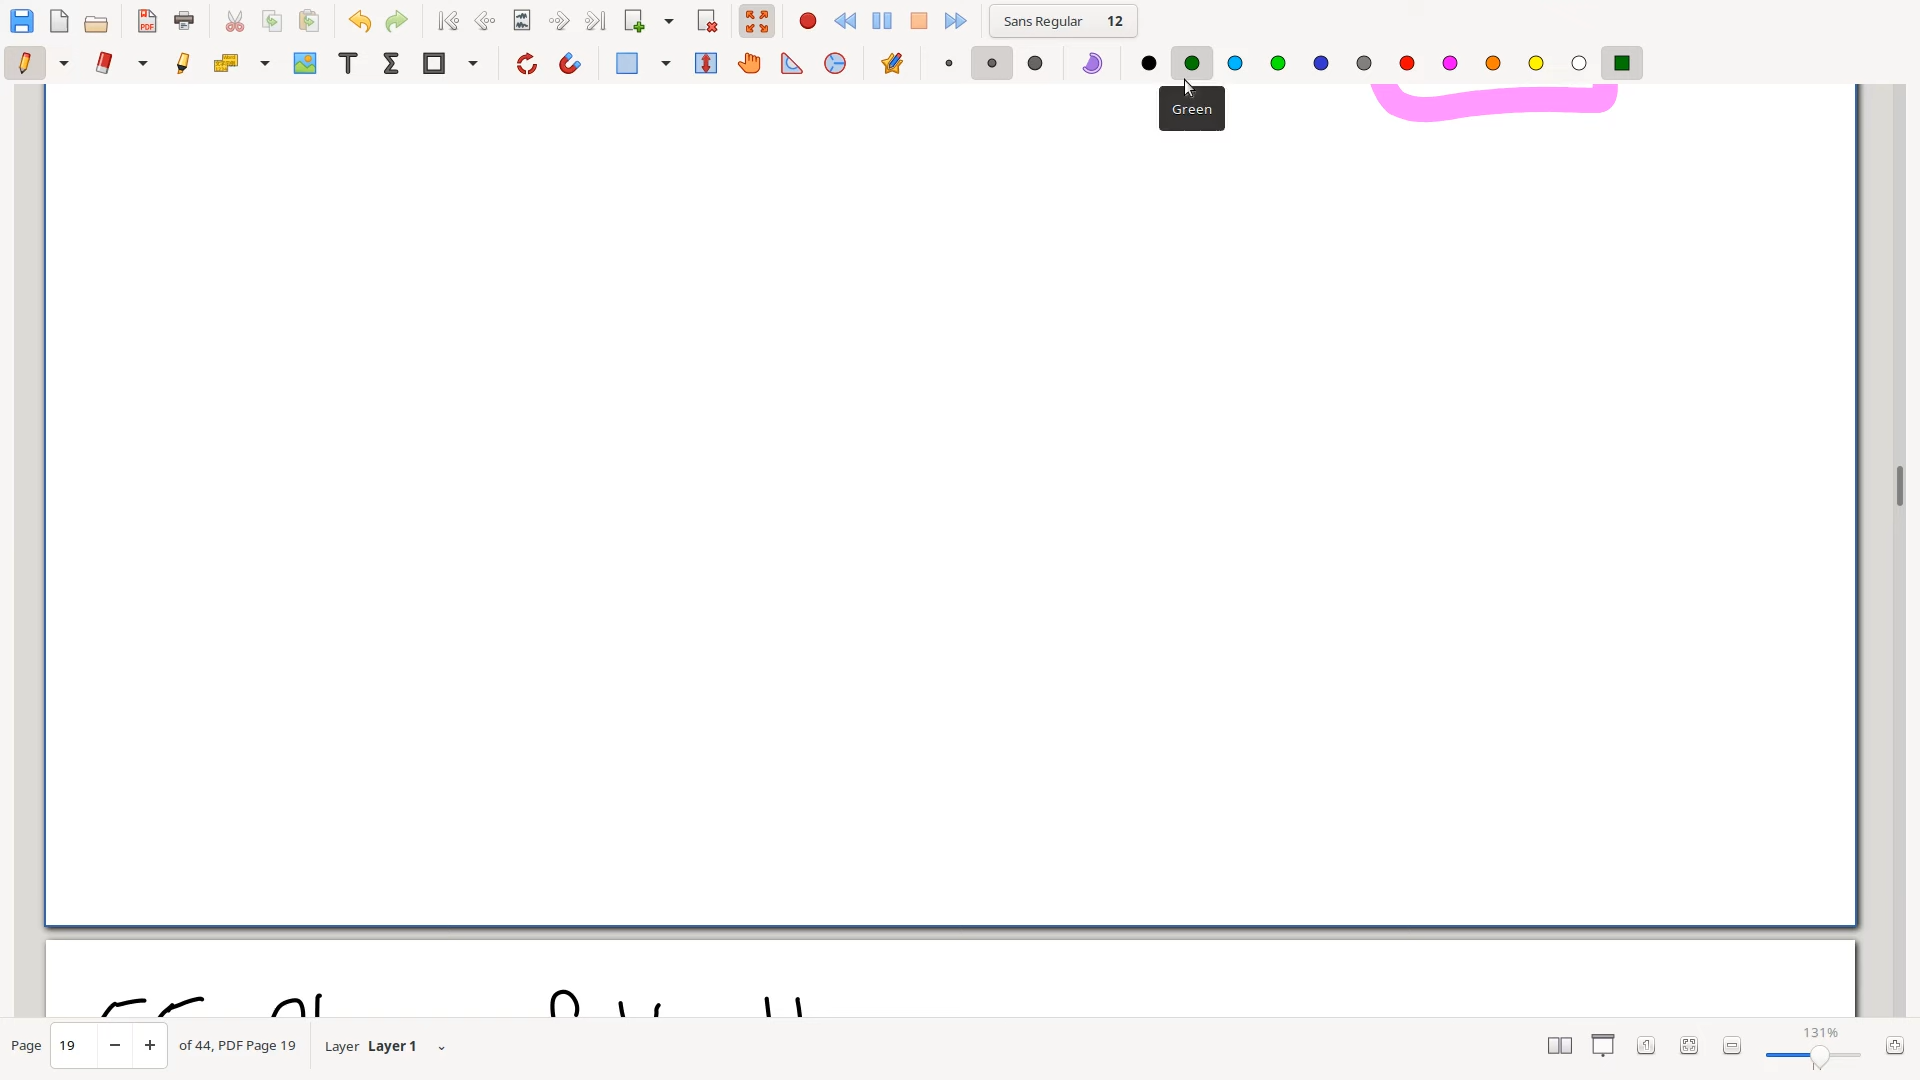 Sans Regular 12
Green
Page 19 of 44, PDF Page 19 Layer Layer 1
131%